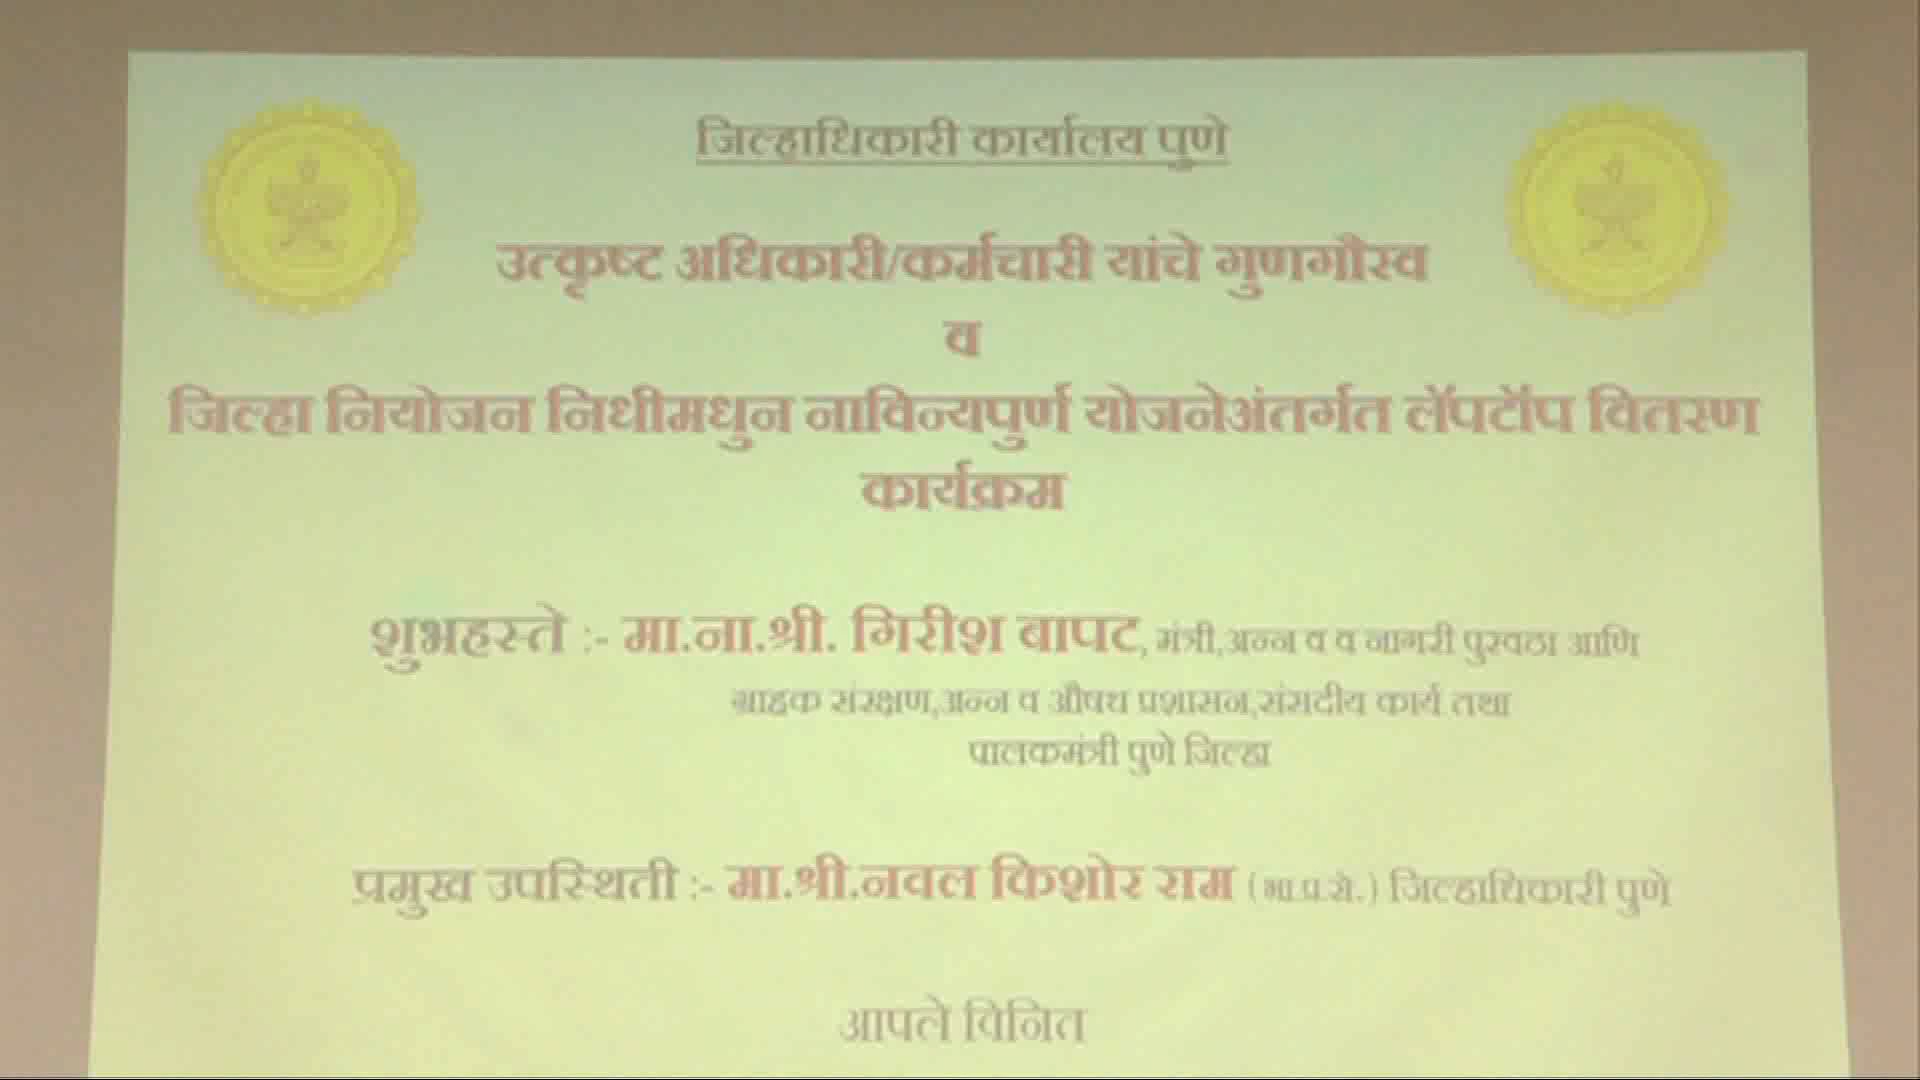 जिल्हाधिकारी कार्यालय पुणे
उत्कृष्ट अधिकारी/कर्मचारी यांचे गुणगौरव
व
जिल्हा नियोजन निधीमधुन नाविन्यपुर्ण योजनेअंतर्गत लॅपटॉप वितरण
कार्यक्रम
शुभहस्ते :- मा.ना.श्री. गिरीश बापट, मंत्री,अन्न व व नागरी पुरवठा आणि
ग्राहक संरक्षण,अन्न व औषध प्रशासन,संसदीय कार्य तथा
पालकमंत्री पुणे जिल्हा
प्रमुख उपस्थिती :- मा.श्री.नवल किशोर राम (भा.प्र.से.) जिल्हाधिकारी पुणे
आपले विनित